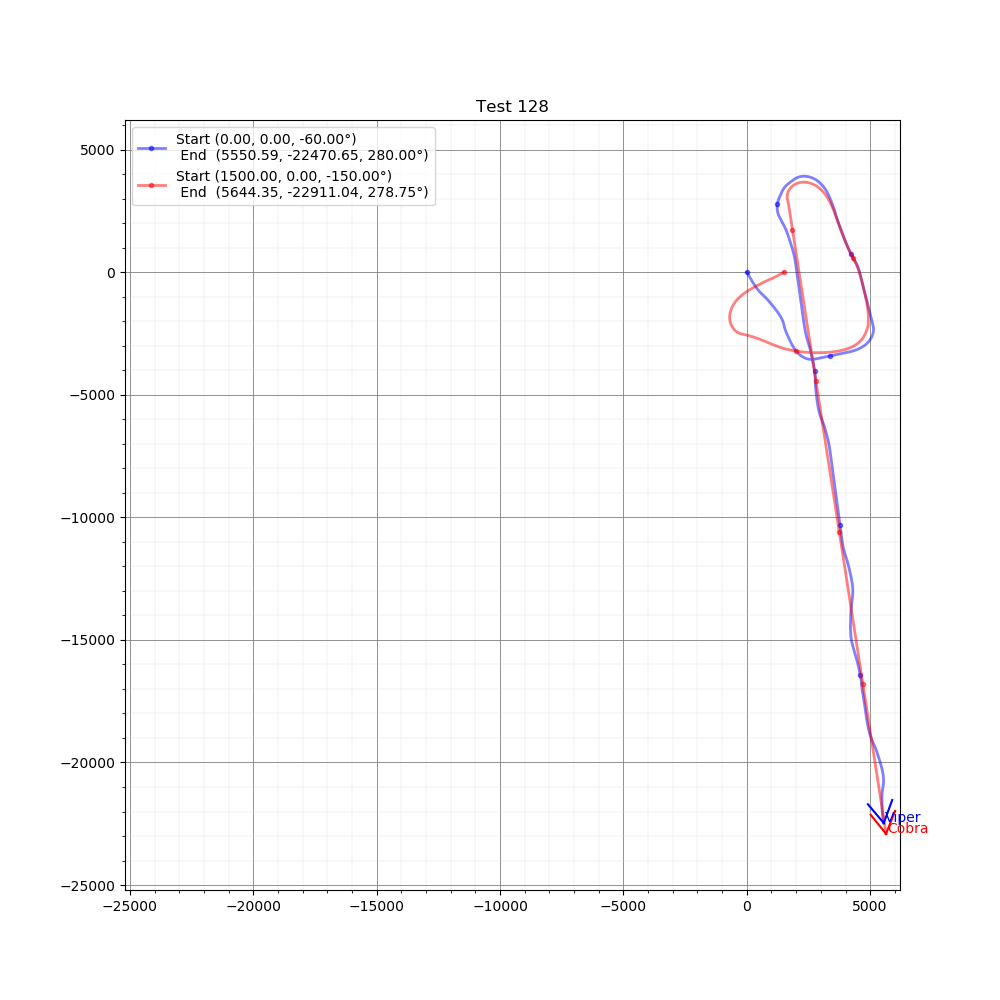 Test 128
Start (0.00, 0.00, -60.00°)
End  (5550.59, -22470.65, 280.00°)
Start (1500.00, 0.00, -150.00°)
End  (5644.35, -22911.04, 278.75°)
5000
0
−5000
−10000
−15000
−20000
−25000
Viper
Cobra
−25000 −20000 −15000 −10000 −5000 0 5000